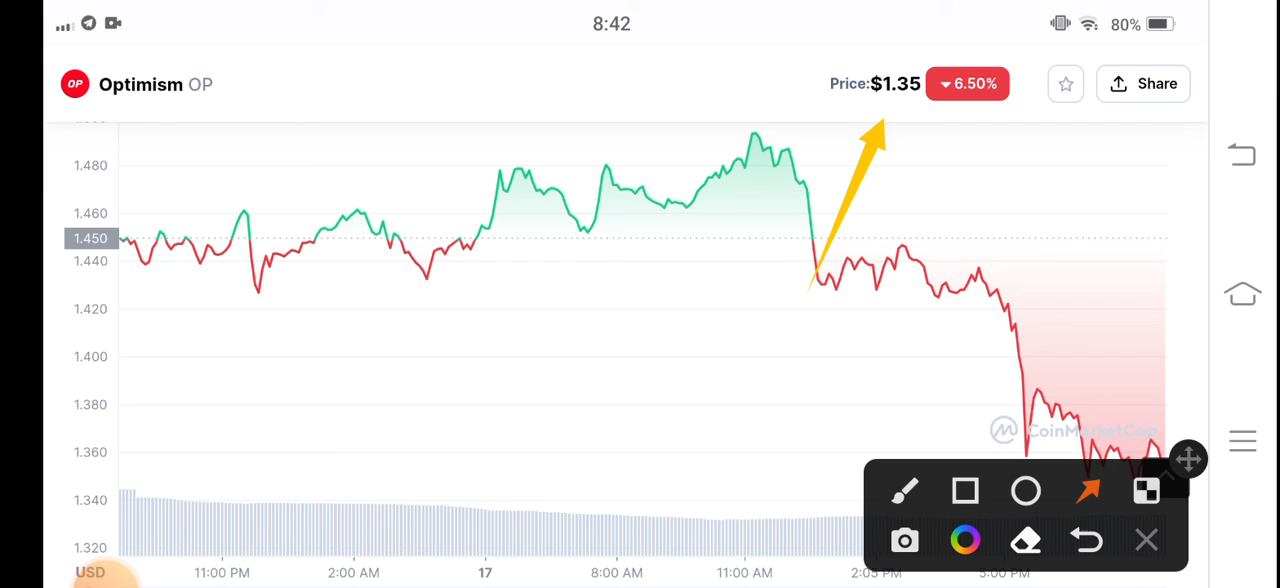 8:42
80%
OP
Optimism OP
Price:$1.35
6.50%
Share
1.480
1.460
1.450
1.440
1.420
1.400
1.380
1.360
1.340
1.320
CoinMarketCap
USD
11:00 PM
2:00 AM
17
8:00 AM
11:00 AM
2:05 PM
5:00 PM